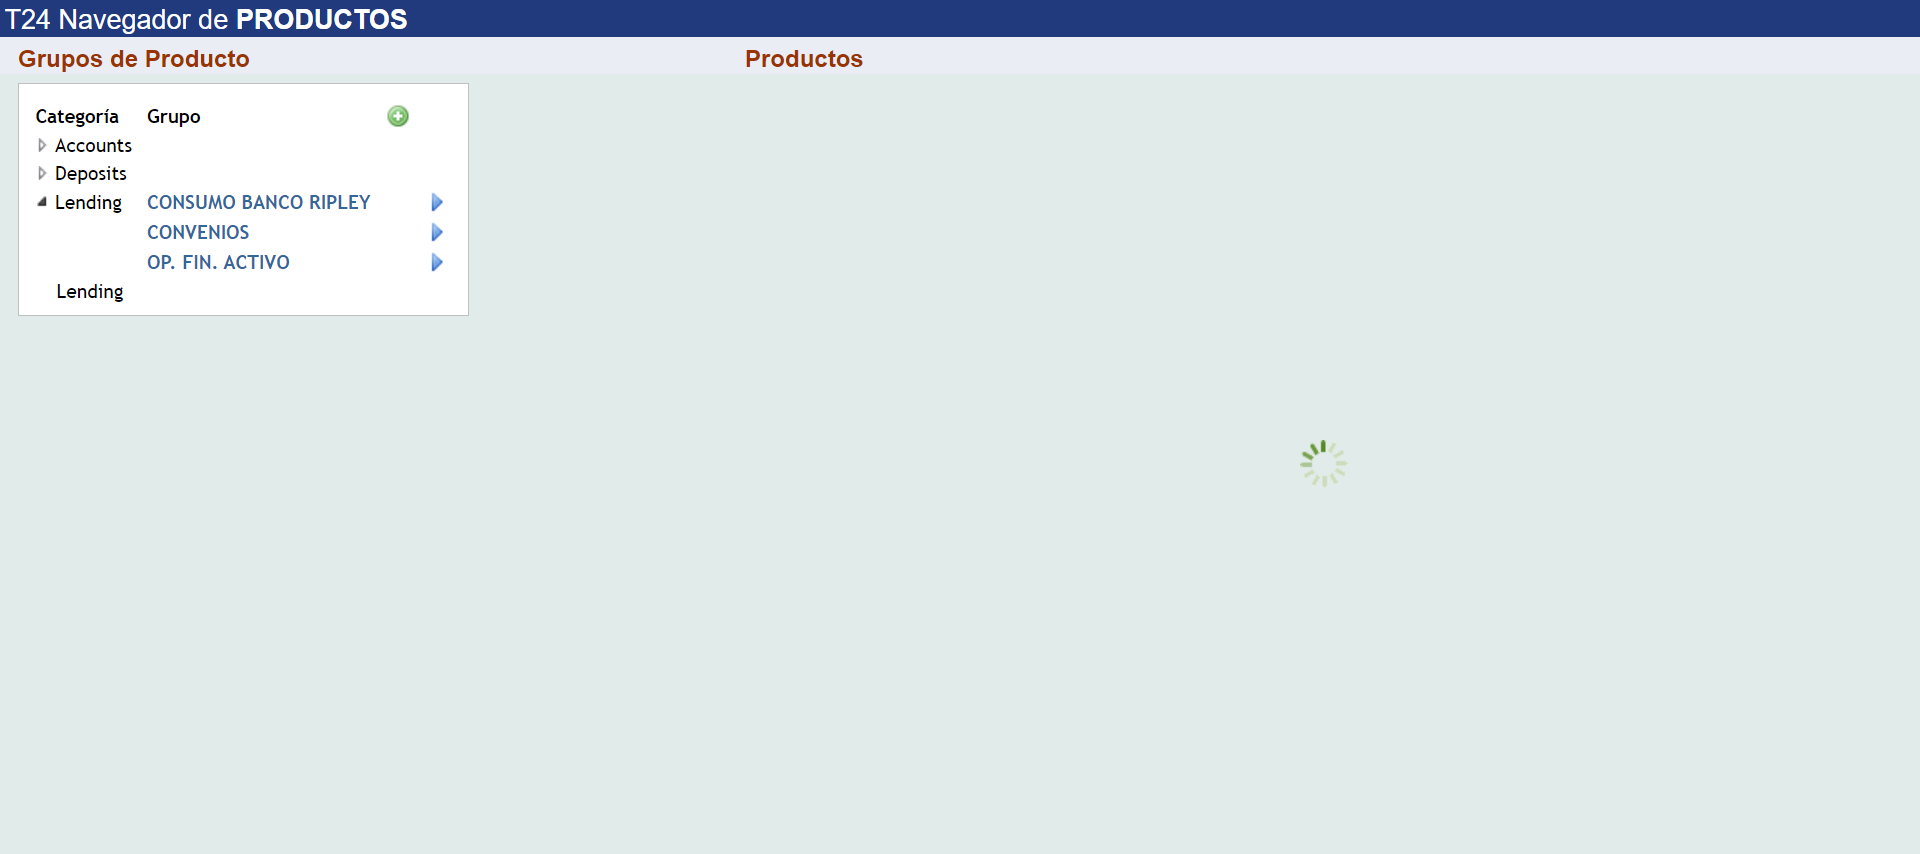 T24 Navegador de PRODUCTOS
Grupos de Producto
Productos
Categoría Grupo
Accounts
Deposits
Lending CONSUMO BANCO RIPLEY
CONVENIOS
OP. FIN. ACTIVO
Lending